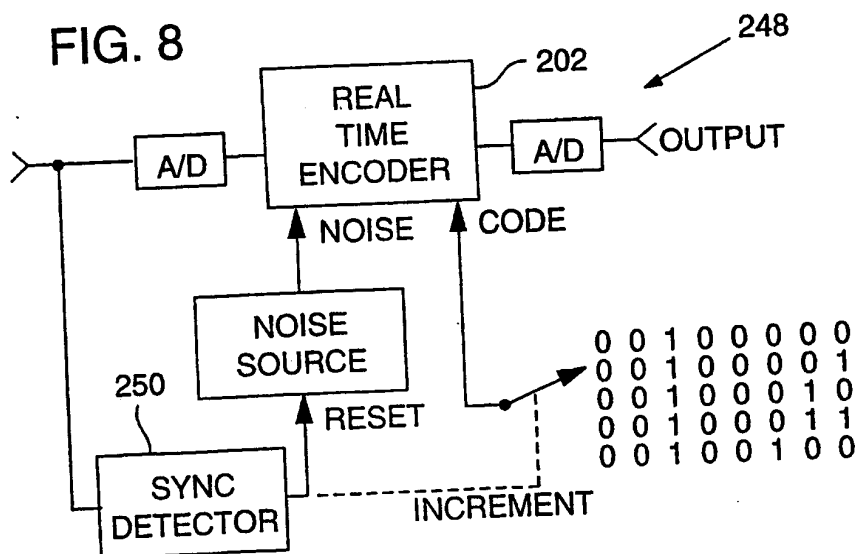 FIG. 8
248
202
REAL
TIME
ENCODER
A/D
A/D
OUTPUT
NOISE
CODE
NOISE
SOURCE
RESET
250
SYNC
DETECTOR
INCREMENT
0 0 1 0 0 0 0 0
0 0 1 0 0 0 0 1
0 0 1 0 0 0 1 0
0 0 1 0 0 0 1 1
0 0 1 0 0 1 0 0